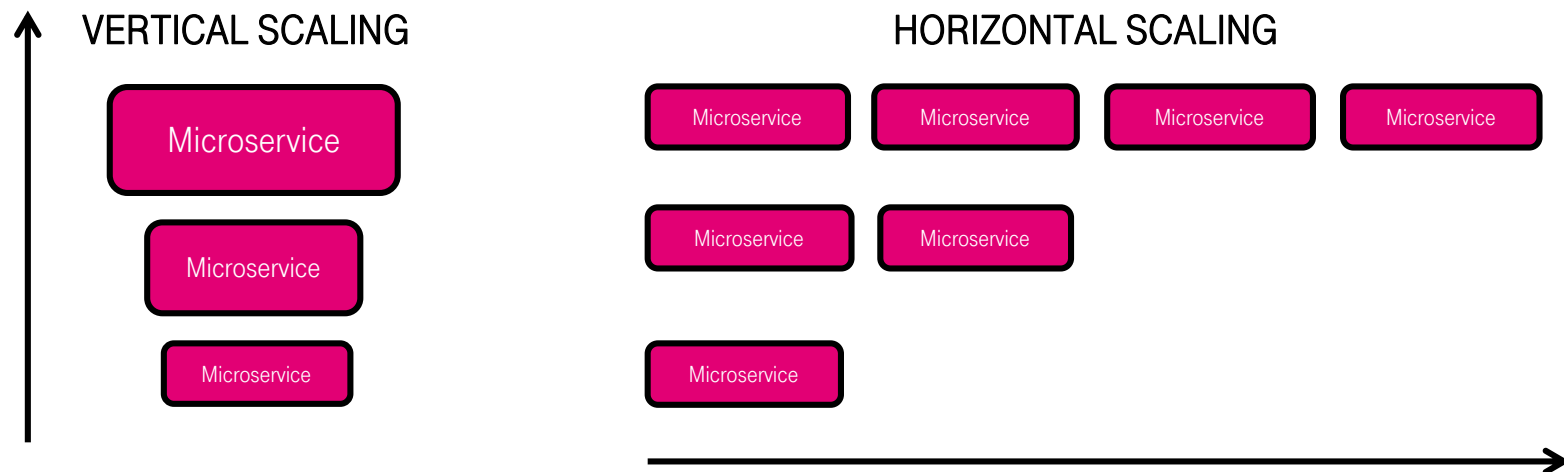 VERTICAL SCALING
Microservice
Microservice
Microservice
HORIZONTAL SCALING
Microservice Microservice Microservice Microservice
Microservice Microservice
Microservice